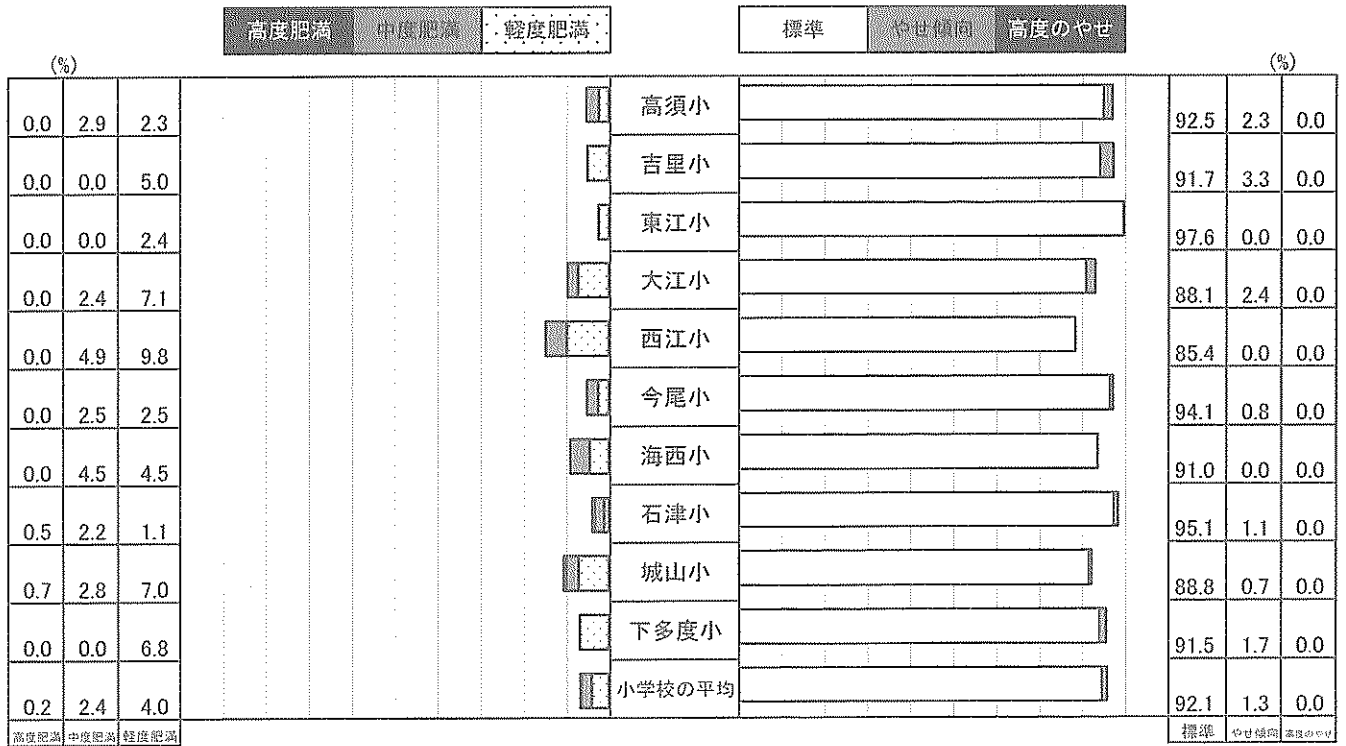 高度肥満 中度肥満 軽度肥満 標準 やせ傾向 高度のやせ
(%) (%)
0.0 2.9 2.3 高須小 92.5 2.3 0.0
0.0 0.0 5.0 吉里小 91.7 3.3 0.0
0.0 0.0 2.4 東江小 97.6 0.0 0.0
0.0 2.4 7.1 大江小 88.1 2.4 0.0
0.0 4.9 9.8 西江小 85.4 0.0 0.0
0.0 2.5 2.5 今尾小 94.1 0.8 0.0
0.0 4.5 4.5 海西小 91.0 0.0 0.0
0.5 2.2 1.1 石津小 95.1 1.1 0.0
0.7 2.8 7.0 城山小 88.8 0.7 0.0
0.0 0.0 6.8 下多度小 91.5 1.7 0.0
0.2 2.4 4.0 小学校の平均 92.1 1.3 0.0
高度肥満 中度肥満 軽度肥満 標準 やせ傾向 高度のやせ